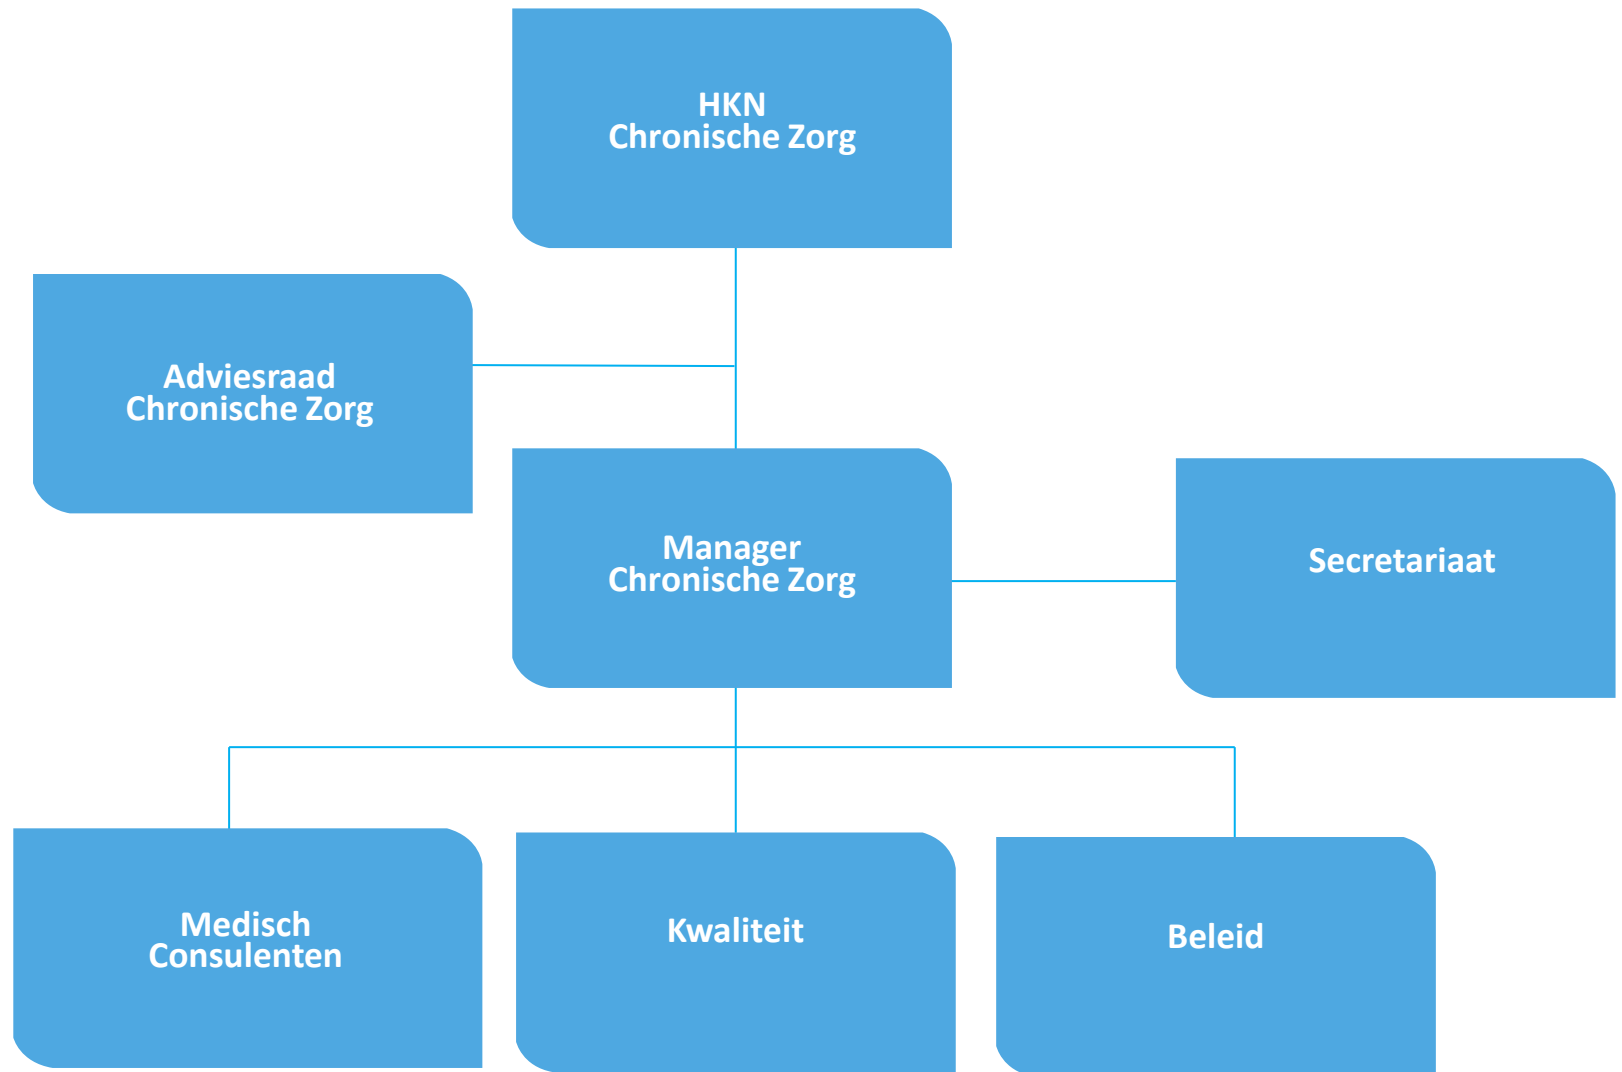 HKN
Chronische Zorg
Adviesraad
Chronische Zorg
Manager
Chronische Zorg
Secretariaat
Medisch
Consulenten
Kwaliteit
Beleid